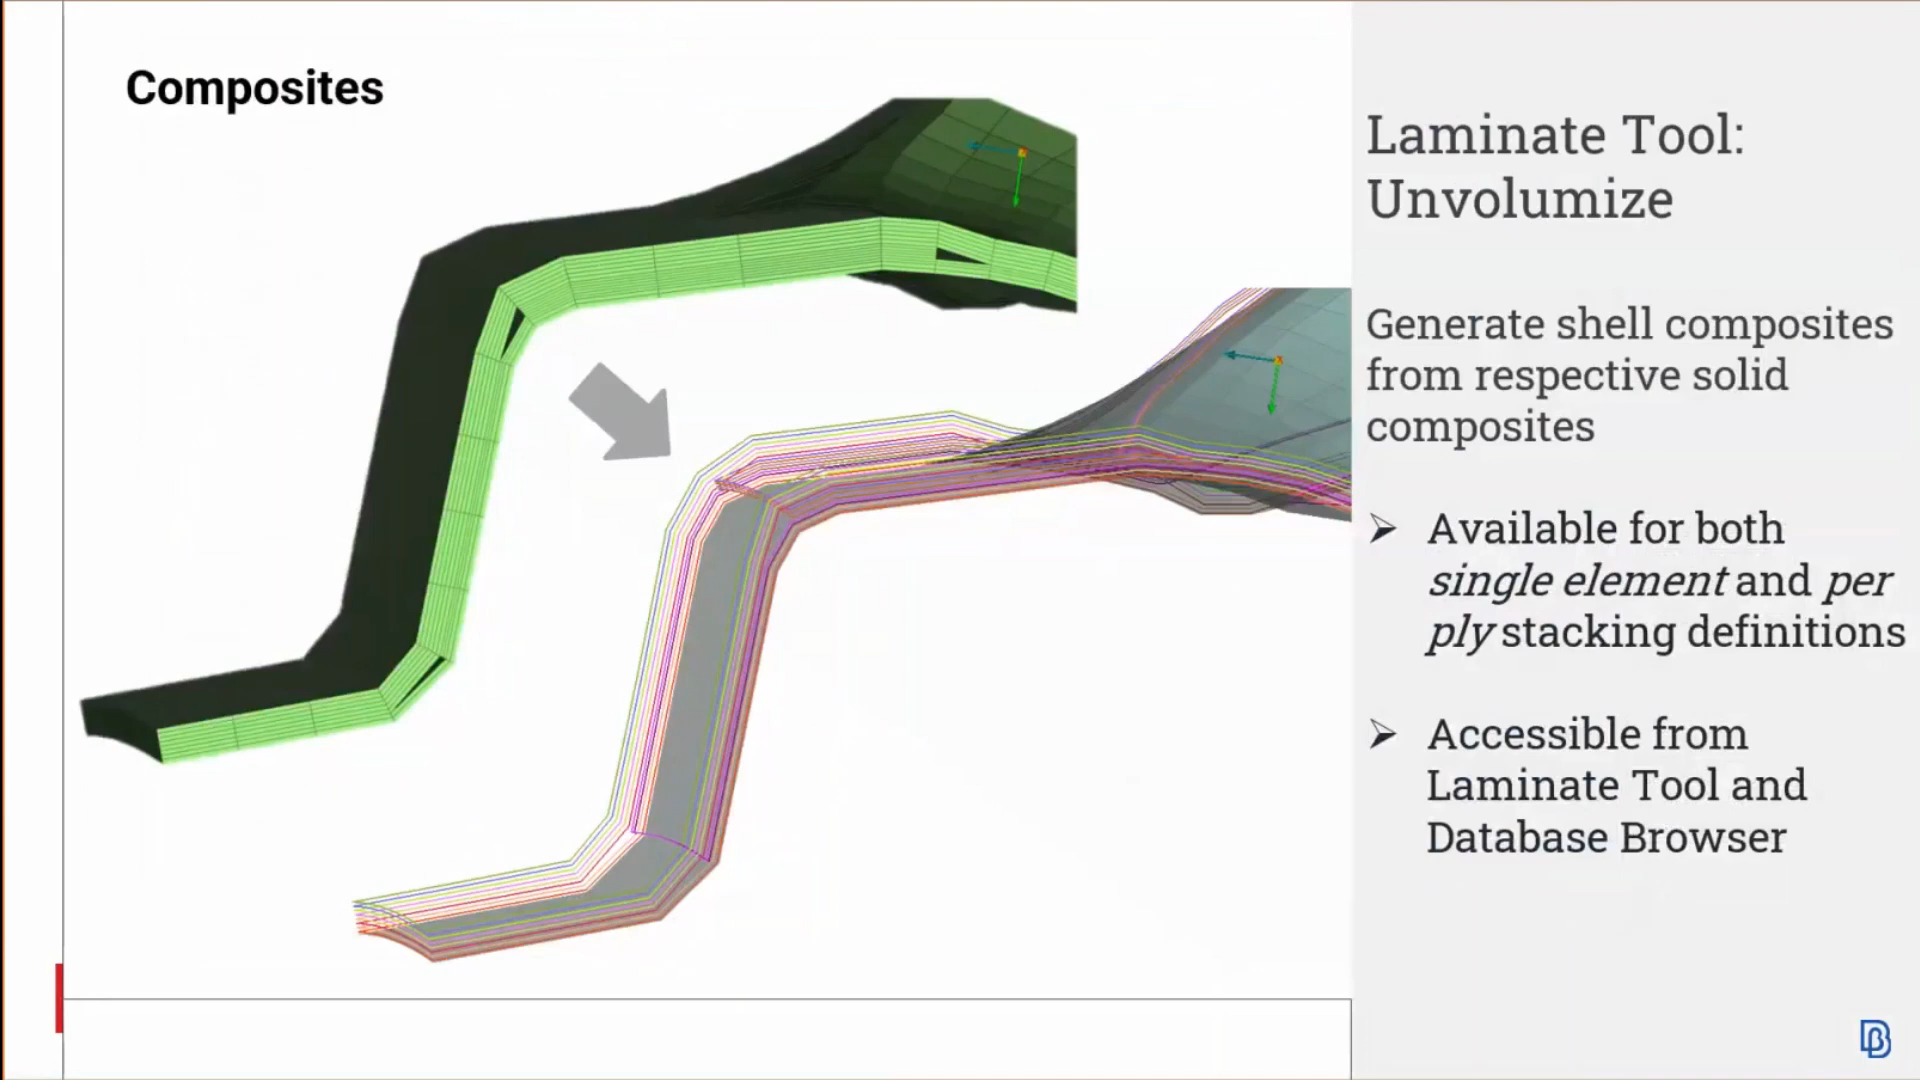 Composites
Laminate Tool:
Unvolumize
Generate shell composites
from respective solid
composites
Available for both
single element and per
ply stacking definitions
Accessible from
Laminate Tool and
Database Browser